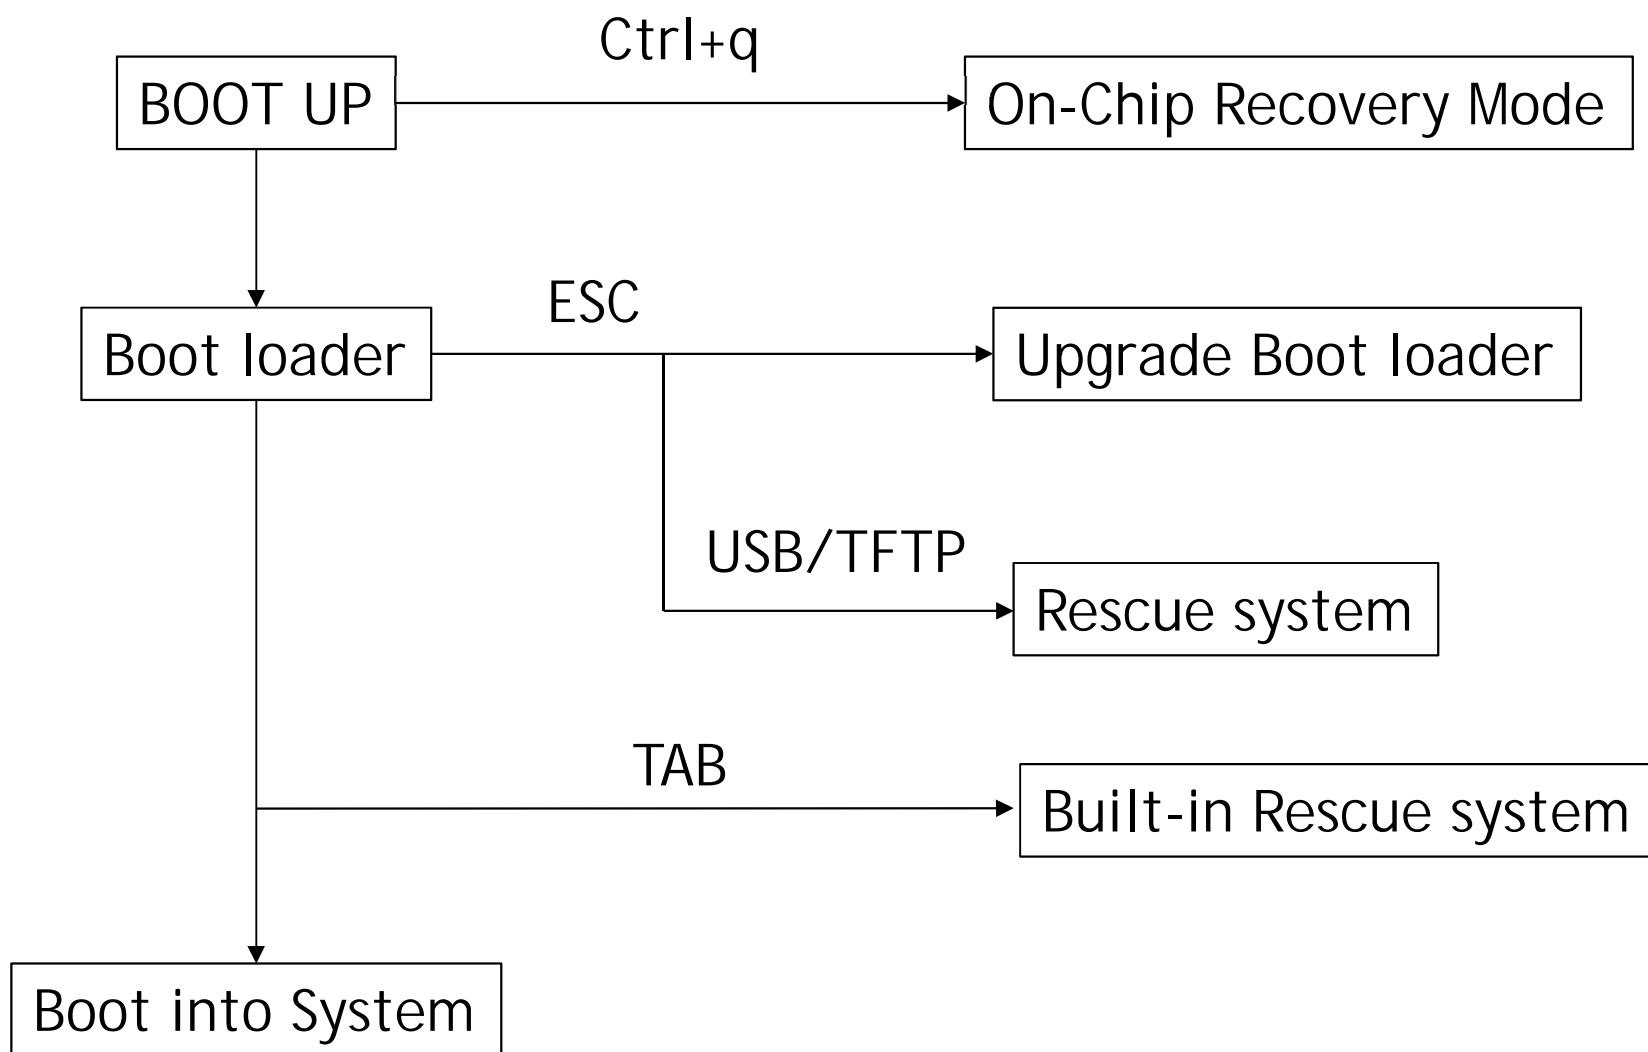 Ctrl+q
BOOT UP
On-Chip Recovery Mode
ESC
Boot loader
Upgrade Boot loader
USB/TFTP
Rescue system
TAB
Built-in Rescue system
Boot into System